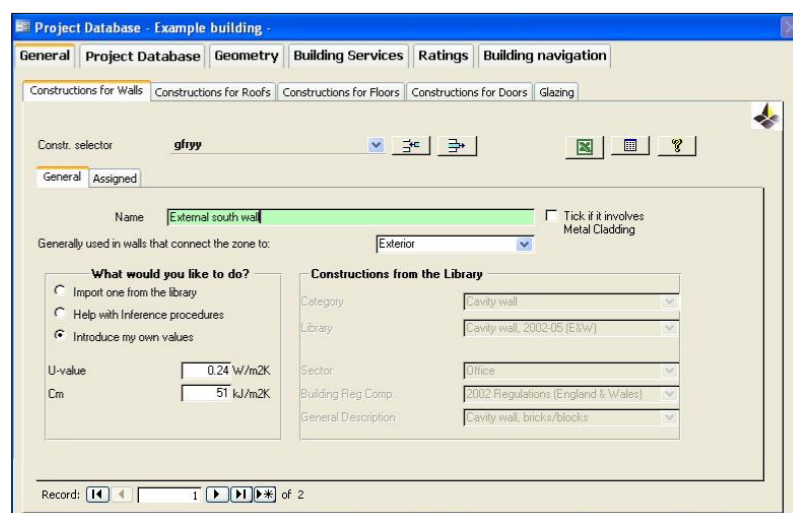 Project Database - Example building -
General Project Database Geometry Building Services Ratings Building navigation
Constructions for Walls Constructions for Roofs Constructions for Floors Constructions for Doors Glazing
Constr. selector gfryy
General Assigned
Name External south wall Tick if it involves
Metal Cladding
Generally used in walls that connect the zone to: Exterior
What would you like to do? Constructions from the Library
Import one from the library
Category Cavity wall
Help with Inference procedures
Library Cavity wall, 2002-05 (E&W)
Introduce my own values
U-value 0.24 W/m2K Sector Office
Cm 51 kJ/m2K Building Reg Comp. 2002 Regulations (England & Wales)
General Description Cavity wall, bricks/blocks
Record: 1 of 2